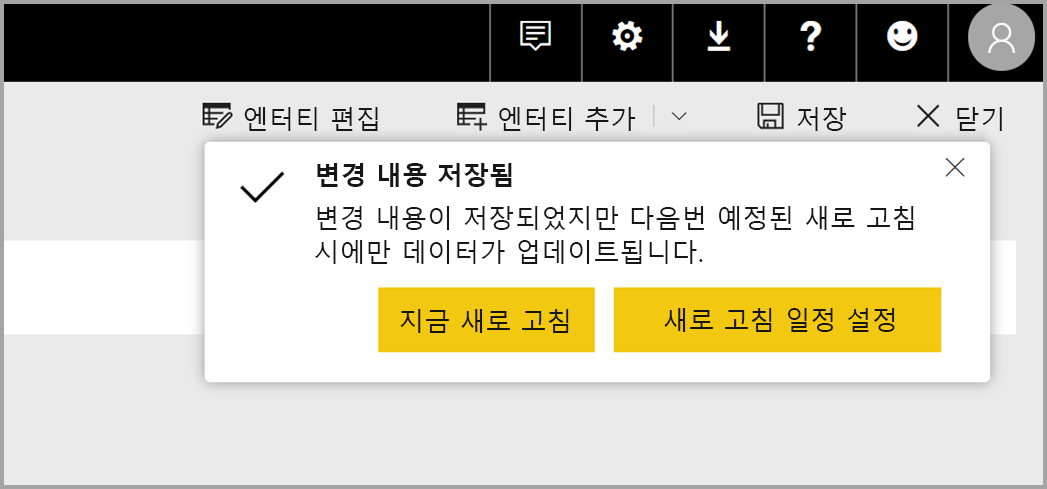 엔터티 편집 엔터티 추가 저장 닫기
변경 내용 저장됨
변경 내용이 저장되었지만 다음번 예정된 새로 고침
시에만 데이터가 업데이트됩니다.
지금 새로 고침 새로 고침 일정 설정